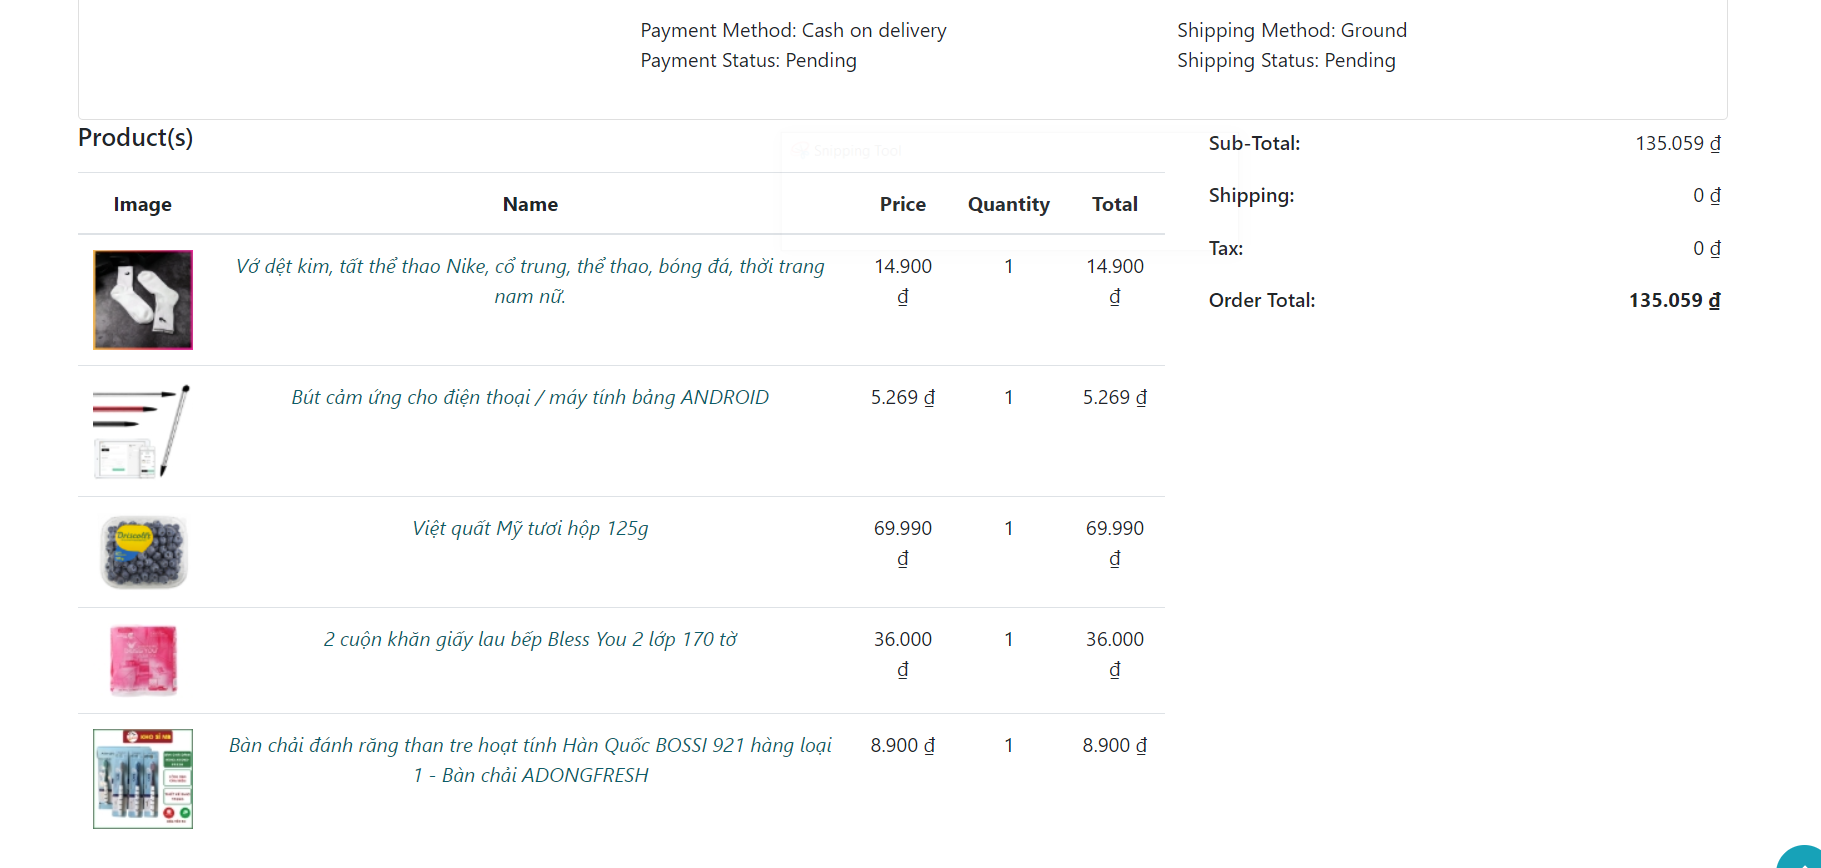 Payment Method: Cash on delivery
Payment Status: Pending
Shipping Method: Ground
Shipping Status: Pending
Product(s)
Snipping Tool
Image Name Price Quantity Total
Vớ dệt kim, tất thể thao Nike, cổ trung, thể thao, bóng đá, thời trang 14.900 1 14.900
nam nữ. ₫ ₫
Bút cảm ứng cho điện thoại / máy tính bảng ANDROID 5.269 ₫ 1 5.269 ₫
Driscoll's
Việt quất Mỹ tươi hộp 125g 69.990 1 69.990
₫ ₫
2 cuộn khăn giấy lau bếp Bless You 2 lớp 170 tờ 36.000 1 36.000
₫ ₫
KHO SỈ
Bàn chải đánh răng than tre hoạt tính Hàn Quốc BOSSI 921 hàng loại 8.900 ₫ 1 8.900 ₫
1 - Bàn chải ADONGFRESH
Sub-Total: 135.059 ₫
Shipping: 0 ₫
Tax: 0 ₫
Order Total: 135.059 ₫